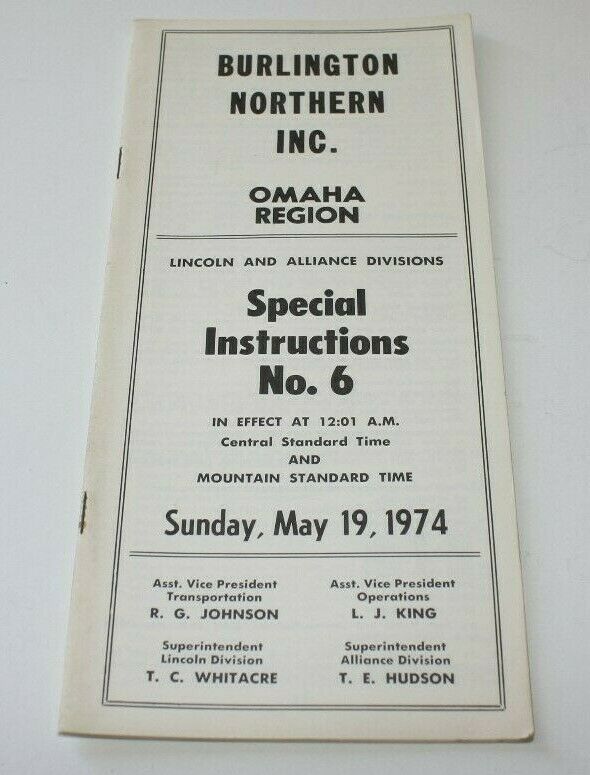 BURLINGTON
NORTHERN
INC.
OMAHA
REGION
LINCOLN AND ALLIANCE DIVISIONS
Special
Instructions
No. 6
IN EFFECT AT 12:01 A.M.
Central Standard Time
AND
MOUNTAIN STANDARD TIME
Sunday, May 19, 1974
Asst. Vice President
Transportation
R. G. JOHNSON
Asst. Vice President
Operations
L. J. KING
Superintendent
Lincoln Division
T. C. WHITACRE
Superintendent
Alliance Division
T. E. HUDSON